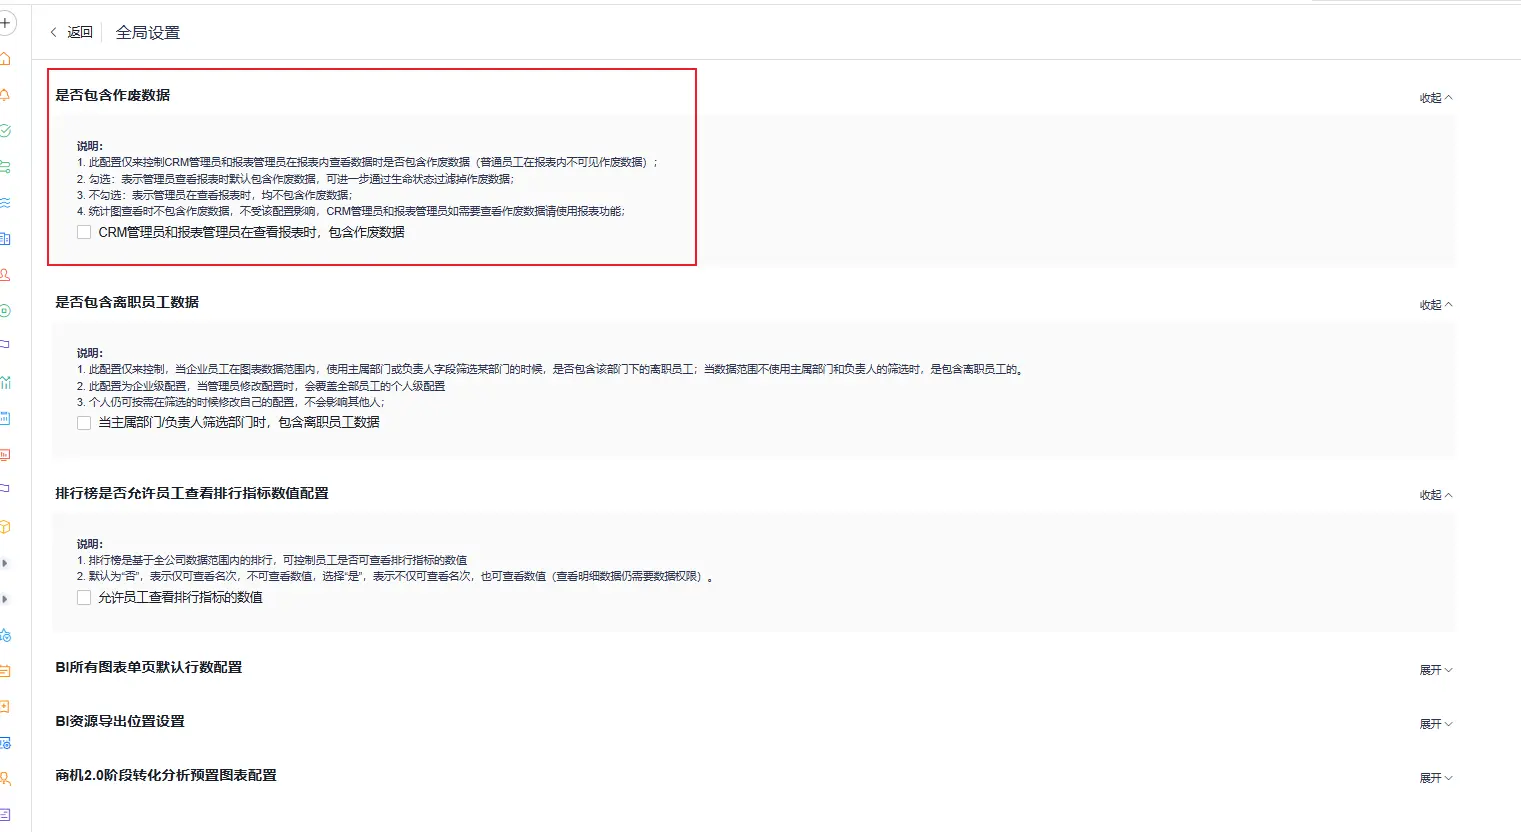 返回 全局设置
是否包含作废数据
收起
说明：
1. 此配置仅来控制CRM管理员和报表管理员在报表内查看数据时是否包含作废数据（普通员工在报表内不可见作废数据）；
2. 勾选：表示管理员查看报表时默认包含作废数据，可进一步通过生命状态过滤掉作废数据；
3. 不勾选：表示管理员在查看报表时，均不包含作废数据；
4. 统计图查看时不包含作废数据，不受该配置影响，CRM管理员和报表管理员如需要查看作废数据请使用报表功能；
CRM管理员和报表管理员在查看报表时，包含作废数据
是否包含离职员工数据
收起
说明：
1. 此配置仅来控制，当企业员工在图表数据范围内，使用主属部门或负责人字段筛选某部门的时候，是否包含该部门下的离职员工；当数据范围不使用主属部门和负责人的筛选时，是包含离职员工的。
2. 此配置为企业级配置，当管理员修改配置时，会覆盖全部员工的个人级配置
3. 个人仍可按需在筛选的时候修改自己的配置，不会影响其他人；
当主属部门/负责人筛选部门时，包含离职员工数据
排行榜是否允许员工查看排行指标数值配置
收起
说明：
1. 排行榜是基于全公司数据范围内的排行，可控制员工是否可查看排行指标的数值
2. 默认为“否”，表示仅可查看名次，不可查看数值，选择“是”，表示不仅可查看名次，也可查看数值（查看明细数据仍需要数据权限）。
允许员工查看排行指标的数值
BI所有图表单页默认行数配置
展开
BI资源导出位置设置
展开
商机2.0阶段转化分析预置图表配置
展开